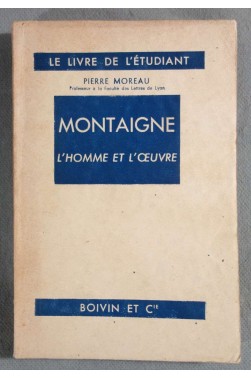 LE LIVRE DE L'ÉTUDIANT
PIERRE MOREAU
Professeur à la Faculté des Lettres de Lyon
MONTAIGNE
L'HOMME ET L'ŒUVRE
BOIVIN ET Cie